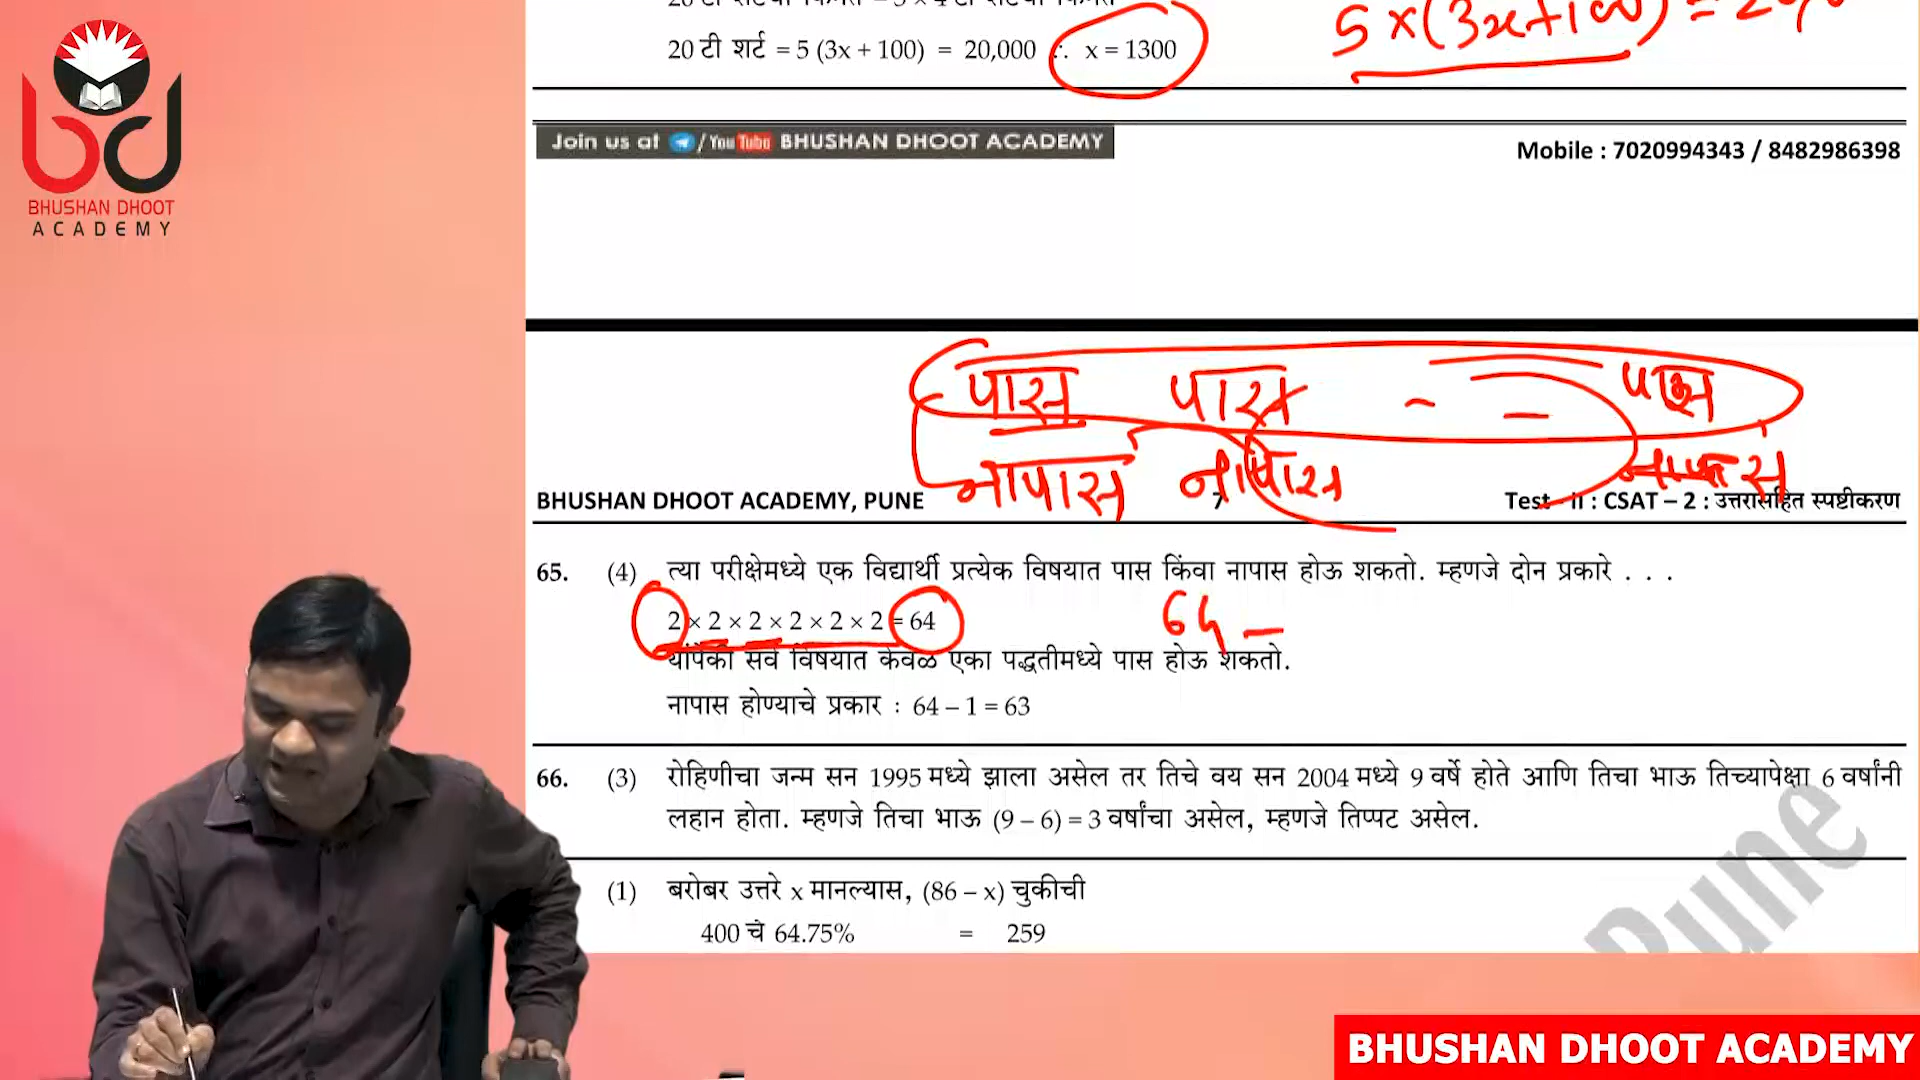 20 टी शर्ट = 5 (3x + 100) = 20,000 ∴ x = 1300
5 × (3x+100) =
Join us at / You Tube BHUSHAN DHOOT ACADEMY
Mobile : 7020994343 / 8482986398
bd
BHUSHAN DHOOT
ACADEMY
पास पास - = पास
नापास नापास नापास
BHUSHAN DHOOT ACADEMY, PUNE 7 Test – II : CSAT – 2 : उत्तरासहित स्पष्टीकरण
65. (4) त्या परीक्षेमध्ये एक विद्यार्थी प्रत्येक विषयात पास किंवा नापास होऊ शकतो. म्हणजे दोन प्रकारे . . .
2 × 2 × 2 × 2 × 2 × 2 = 64
64 –
यांपैकी सर्व विषयात केवळ एका पद्धतीमध्ये पास होऊ शकतो.
नापास होण्याचे प्रकार : 64 – 1 = 63
66. (3) रोहिणीचा जन्म सन 1995 मध्ये झाला असेल तर तिचे वय सन 2004 मध्ये 9 वर्षे होते आणि तिचा भाऊ तिच्यापेक्षा 6 वर्षांनी
लहान होता. म्हणजे तिचा भाऊ (9 – 6) = 3 वर्षांचा असेल, म्हणजे तिप्पट असेल.
(1) बरोबर उत्तरे x मानल्यास, (86 – x) चुकीची
400 चे 64.75% = 259
Pune
BHUSHAN DHOOT ACADEMY